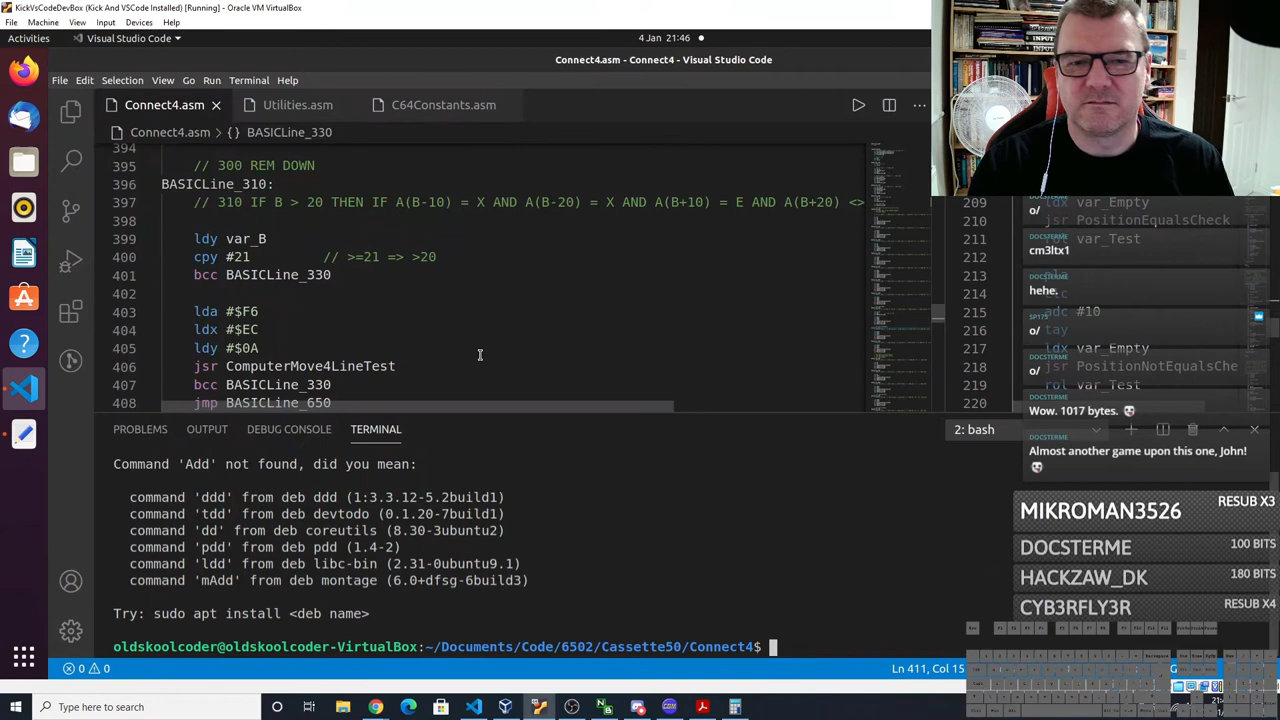 KickVsCodeDevBox (Kick And VSCode Installed) [Running] - Oracle VM VirtualBox
File Machine View Input Devices Help
Activities Visual Studio Code 4 Jan 21:46
Connect4.asm - Connect4 - Visual Studio Code
File Edit Selection View Go Run Terminal Help
Connect4.asm Utilities.asm C64Constants.asm
Connect4.asm > {} BASICLine_330
394
395 // 300 REM DOWN
396 BASICLine_310:
397 // 310 IF B > 20 THEN IF A(B-10) = X AND A(B-20) = X AND A(B+10) = E AND A(B+20) <>
398
399 ldy var_B
400 cpy #21 // >=21 => >20
401 bcc BASICLine_330
402
403 lda #$F6
404 ldx #$EC
405 ldy #$0A
406 jsr ComputerMove4LineTest
407 bcc BASICLine_330
408 jmp BASICLine_650
209 ldx var_Empty
210 jsr PositionEqualsCheck
211 rol var_Test
212
213
214
215 adc #10
216 tay
217 ldx var_Empty
218 jsr PositionNotEqualsChe
219 rol var_Test
220
o/
cm3ltx1
hehe.
SP175
o/
o/
DOCSTERME
Wow. 1017 bytes.
DOCSTERME
Almost another game upon this one, John!
PROBLEMS OUTPUT DEBUG CONSOLE TERMINAL 2: bash
Command 'Add' not found, did you mean:
command 'ddd' from deb ddd (1:3.3.12-5.2build1)
command 'tdd' from deb devtodo (0.1.20-7build1)
command 'dd' from deb coreutils (8.30-3ubuntu2)
command 'pdd' from deb pdd (1.4-2)
command 'ldd' from deb libc-bin (2.31-0ubuntu9.1)
command 'mAdd' from deb montage (6.0+dfsg-6build3)
Try: sudo apt install <deb name>
oldskoolcoder@oldskoolcoder-VirtualBox:~/Documents/Code/6502/Cassette50/Connect4$
MIKROMAN3526 RESUB X3
DOCSTERME 100 BITS
HACKZAW_DK 180 BITS
CYB3RFLY3R RESUB X4
0 0 Ln 411, Col 15
Type here to search